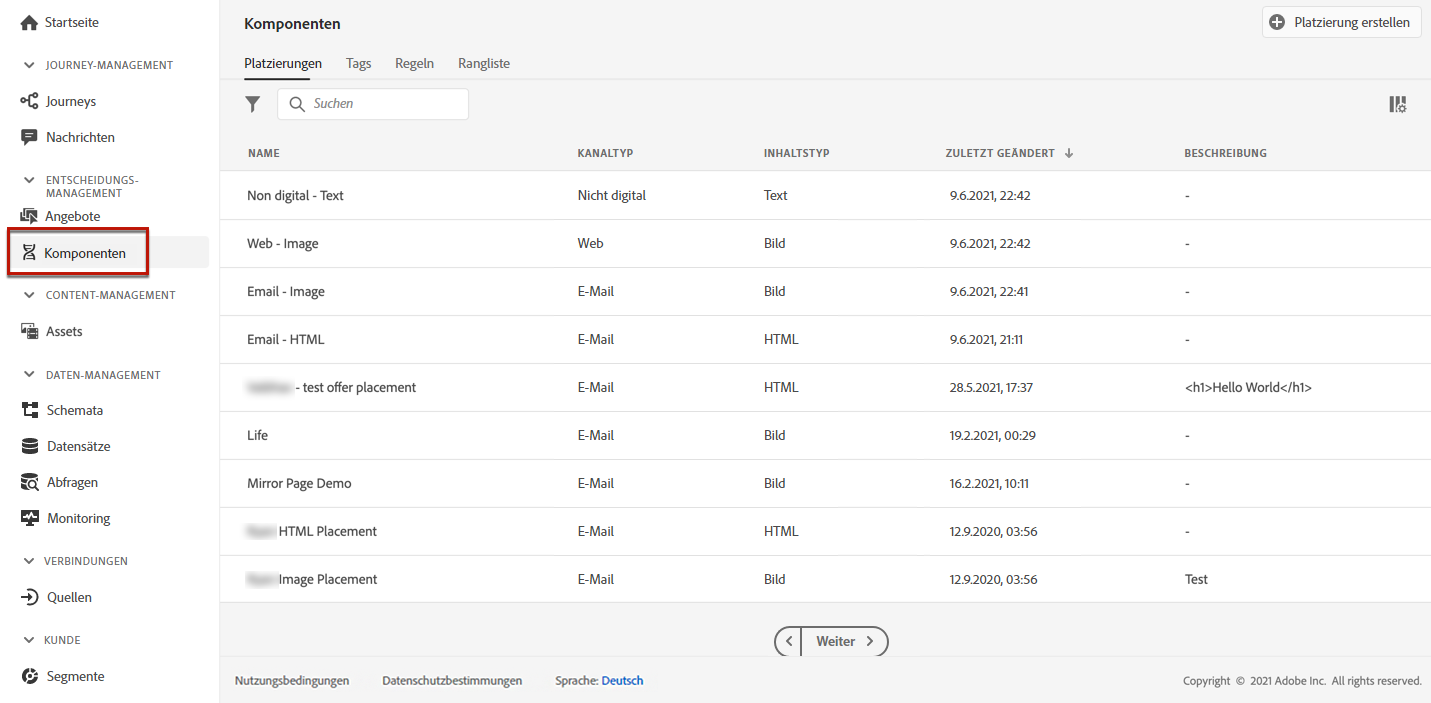 Startseite
JOURNEY-MANAGEMENT
Journeys
Nachrichten
ENTSCHEIDUNGS-
MANAGEMENT
Angebote
Komponenten
CONTENT-MANAGEMENT
Assets
DATEN-MANAGEMENT
Schemata
Datensätze
Abfragen
Monitoring
VERBINDUNGEN
Quellen
KUNDE
Segmente
Komponenten
Platzierung erstellen
Platzierungen Tags Regeln Rangliste
Suchen
NAME KANALTYP INHALTSTYP ZULETZT GEÄNDERT BESCHREIBUNG
Non digital - Text Nicht digital Text 9.6.2021, 22:42 -
Web - Image Web Bild 9.6.2021, 22:42 -
Email - Image E-Mail Bild 9.6.2021, 22:41 -
Email - HTML E-Mail HTML 9.6.2021, 21:11 -
- test offer placement E-Mail HTML 28.5.2021, 17:37 <h1>Hello World</h1>
Life E-Mail Bild 19.2.2021, 00:29 -
Mirror Page Demo E-Mail Bild 16.2.2021, 10:11 -
HTML Placement E-Mail HTML 12.9.2020, 03:56 -
Image Placement E-Mail Bild 12.9.2020, 03:56 Test
Weiter
Nutzungsbedingungen Datenschutzbestimmungen Sprache: Deutsch Copyright © 2021 Adobe Inc. All rights reserved.